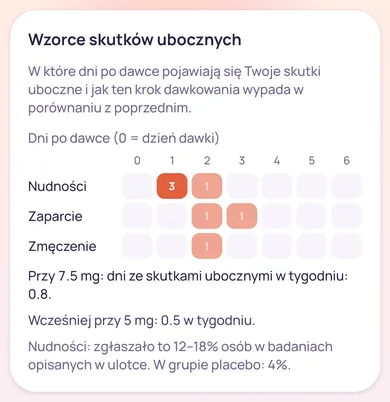 Wzorce skutków ubocznych
W które dni po dawce pojawiają się Twoje skutki
uboczne i jak ten krok dawkowania wypada w
porównaniu z poprzednim.
Dni po dawce (0 = dzień dawki)
0 1 2 3 4 5 6
Nudności 3 1
Zaparcie 1 1
Zmęczenie 1
Przy 7.5 mg: dni ze skutkami ubocznymi w tygodniu:
0.8.
Wcześniej przy 5 mg: 0.5 w tygodniu.
Nudności: zgłaszało to 12–18% osób w badaniach
opisanych w ulotce. W grupie placebo: 4%.